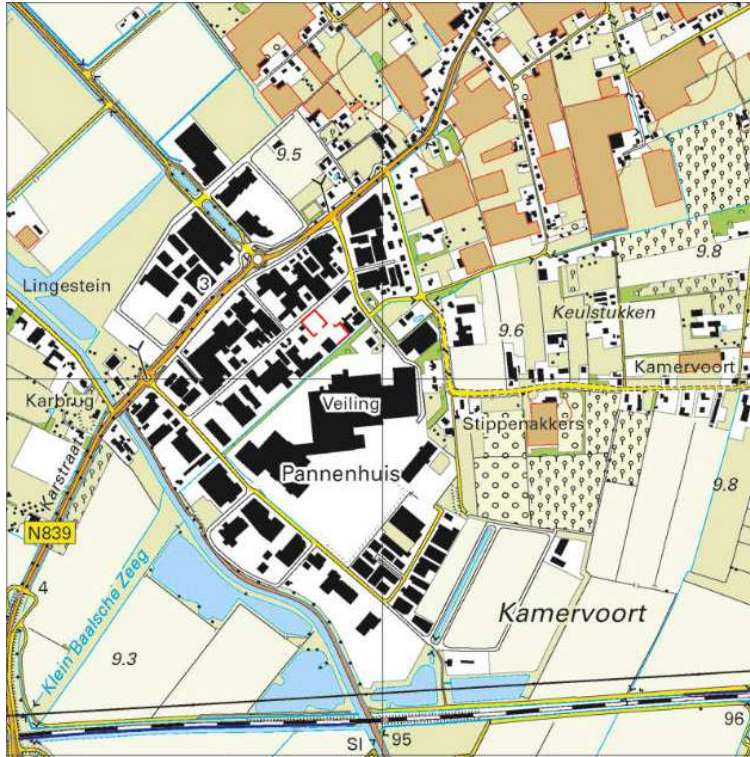 9.5
9.8
3
Lingestein
9.6
Keulstukken
Kamervoort
Veiling
Karbrug
Stippenakkers
Karstraat
Pannenhuis
9.8
N839
4
Kamervoort
Klein Baalsche Zeeg
9.3
96
SI
95